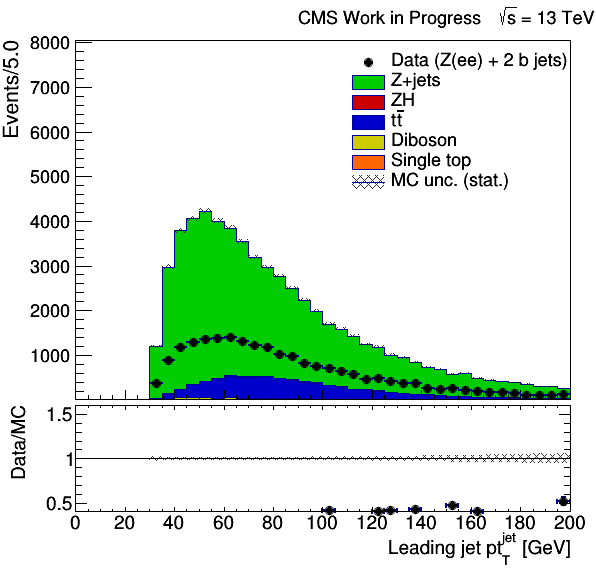 CMS Work in Progress √s = 13 TeV
Events/5.0
8000
7000
6000
5000
4000
3000
2000
1000
Data (Z(ee) + 2 b jets)
Z+jets
ZH
tt̅
Diboson
Single top
MC unc. (stat.)
Data/MC
1.5
1
0.5
0 20 40 60 80 100 120 140 160 180 200
Leading jet pt_T^jet [GeV]